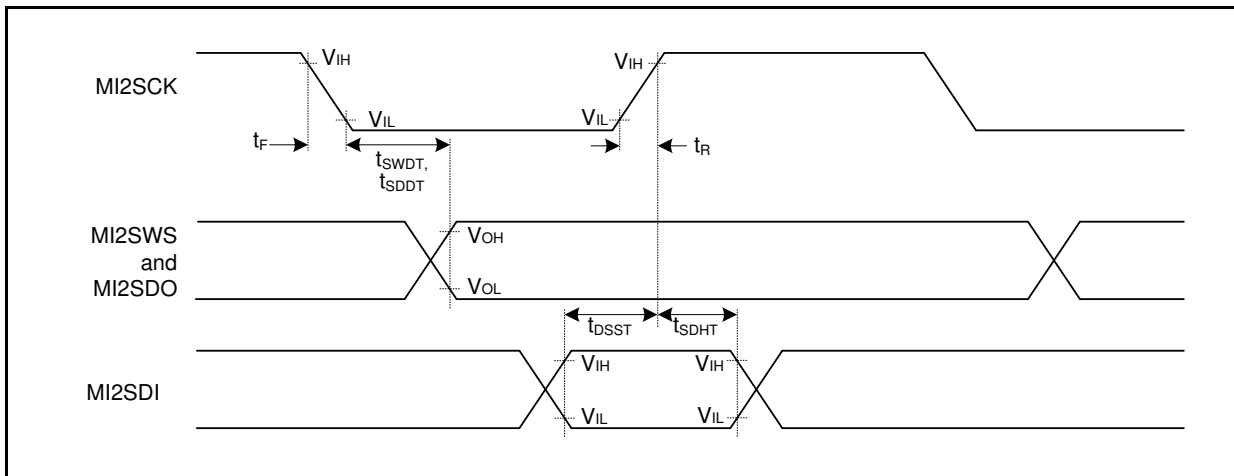 MI2SCK
VIH
VIL
VIH
VIL
tF
tSWDT,
tSDDT
tR
MI2SWS
and
MI2SDO
VOH
VOL
tDSST
tSDHT
MI2SDI
VIH
VIH
VIL
VIL